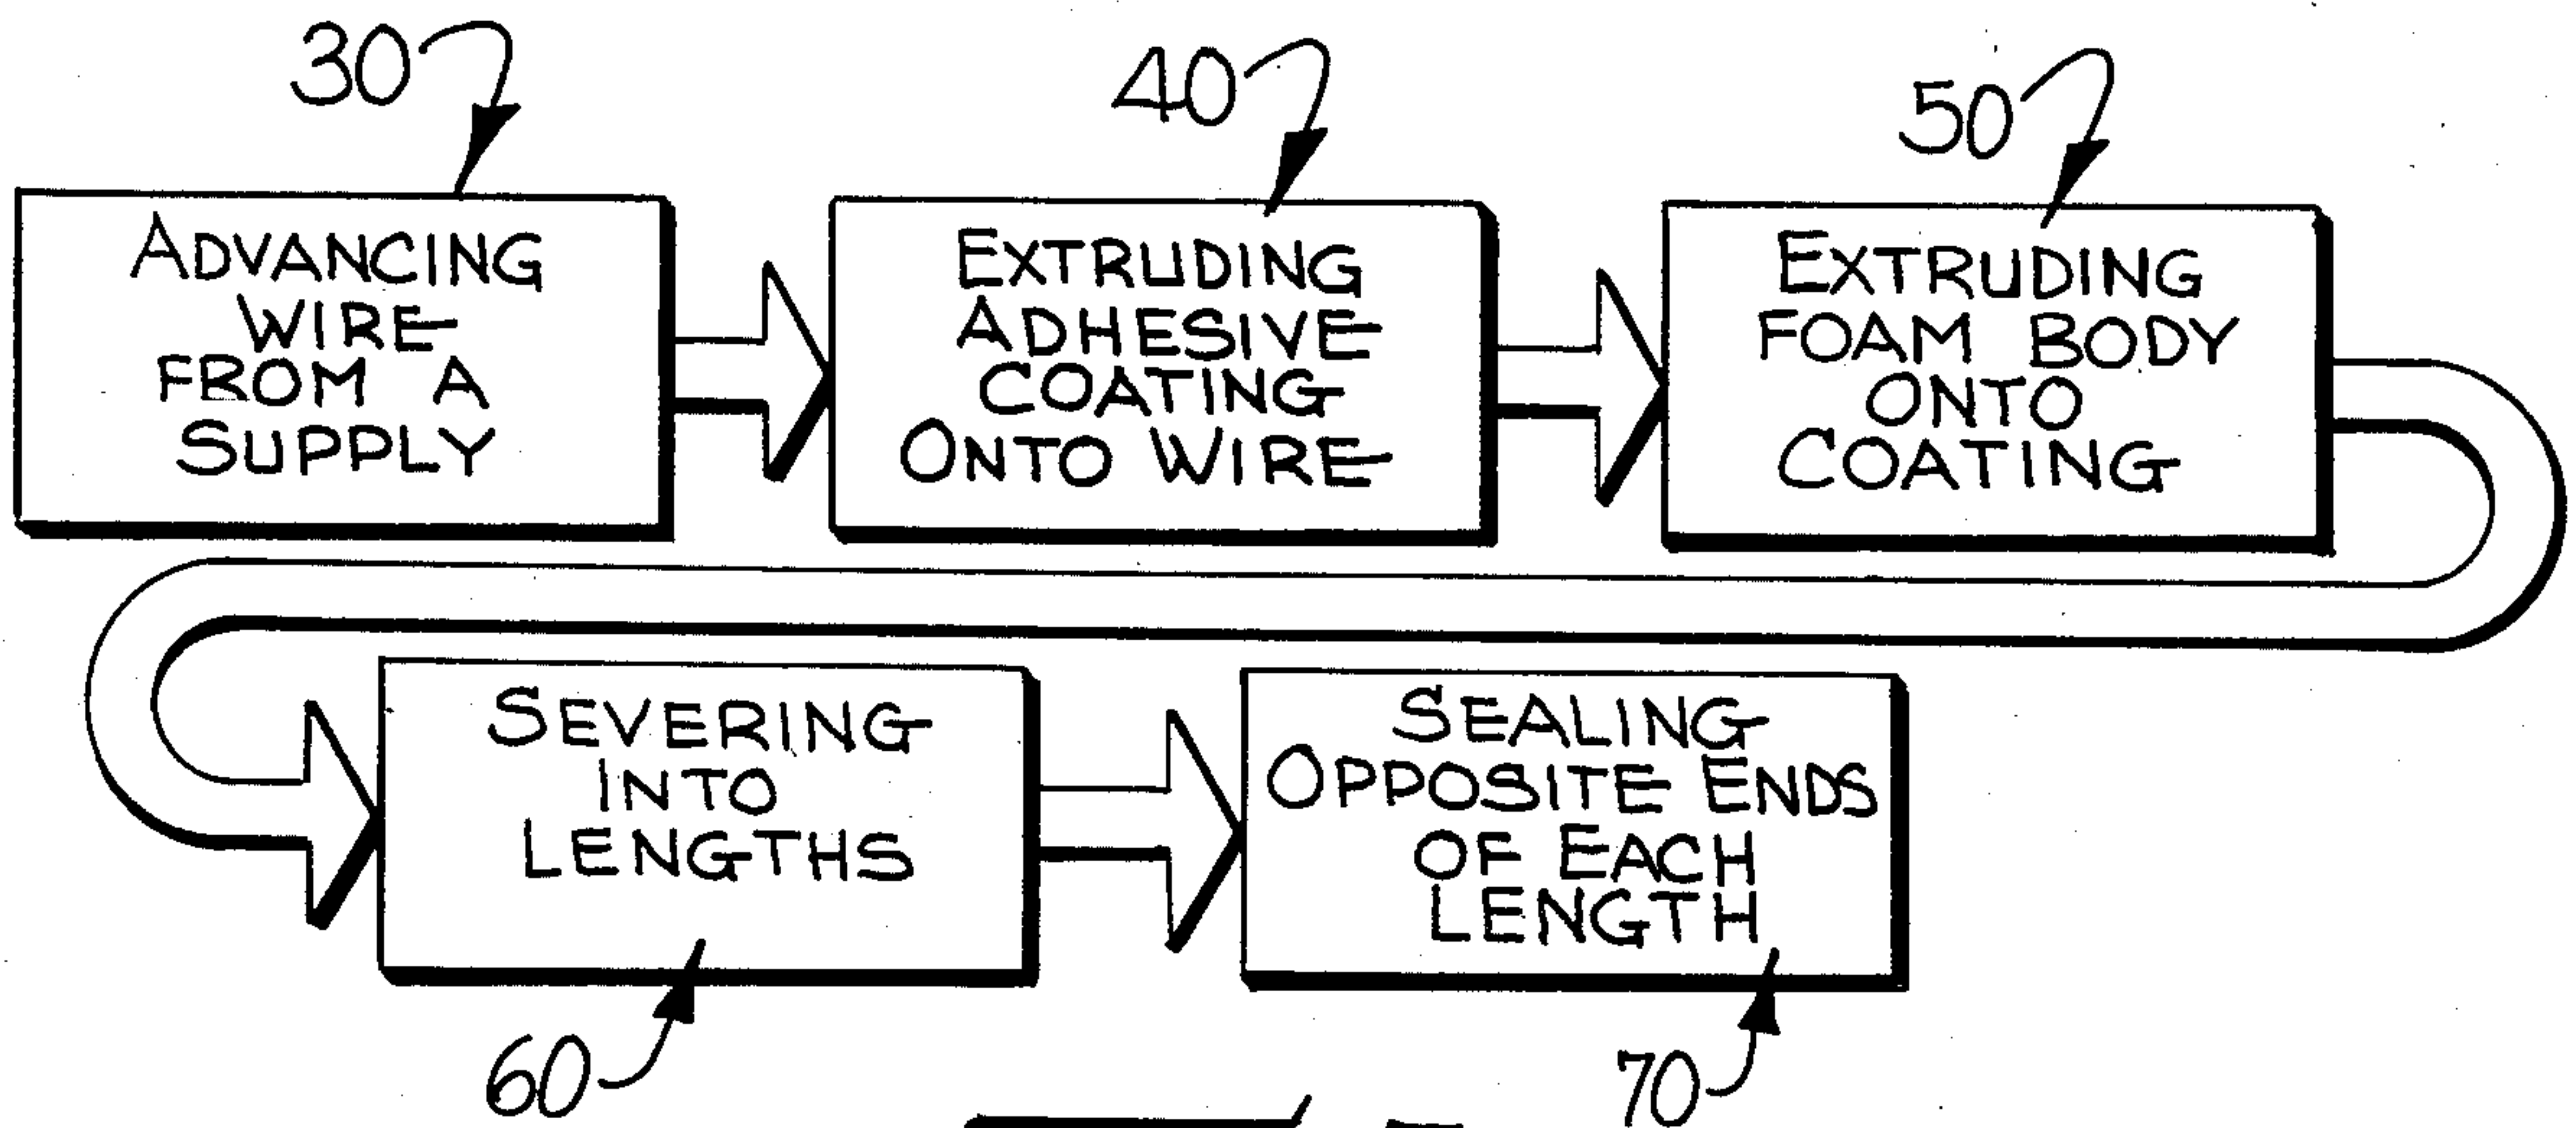 30
40
50
ADVANCING
WIRE
FROM A
SUPPLY
EXTRUDING
ADHESIVE
COATING
ONTO WIRE
EXTRUDING
FOAM BODY
ONTO
COATING
SEVERING
INTO
LENGTHS
SEALING
OPPOSITE ENDS
OF EACH
LENGTH
60
70